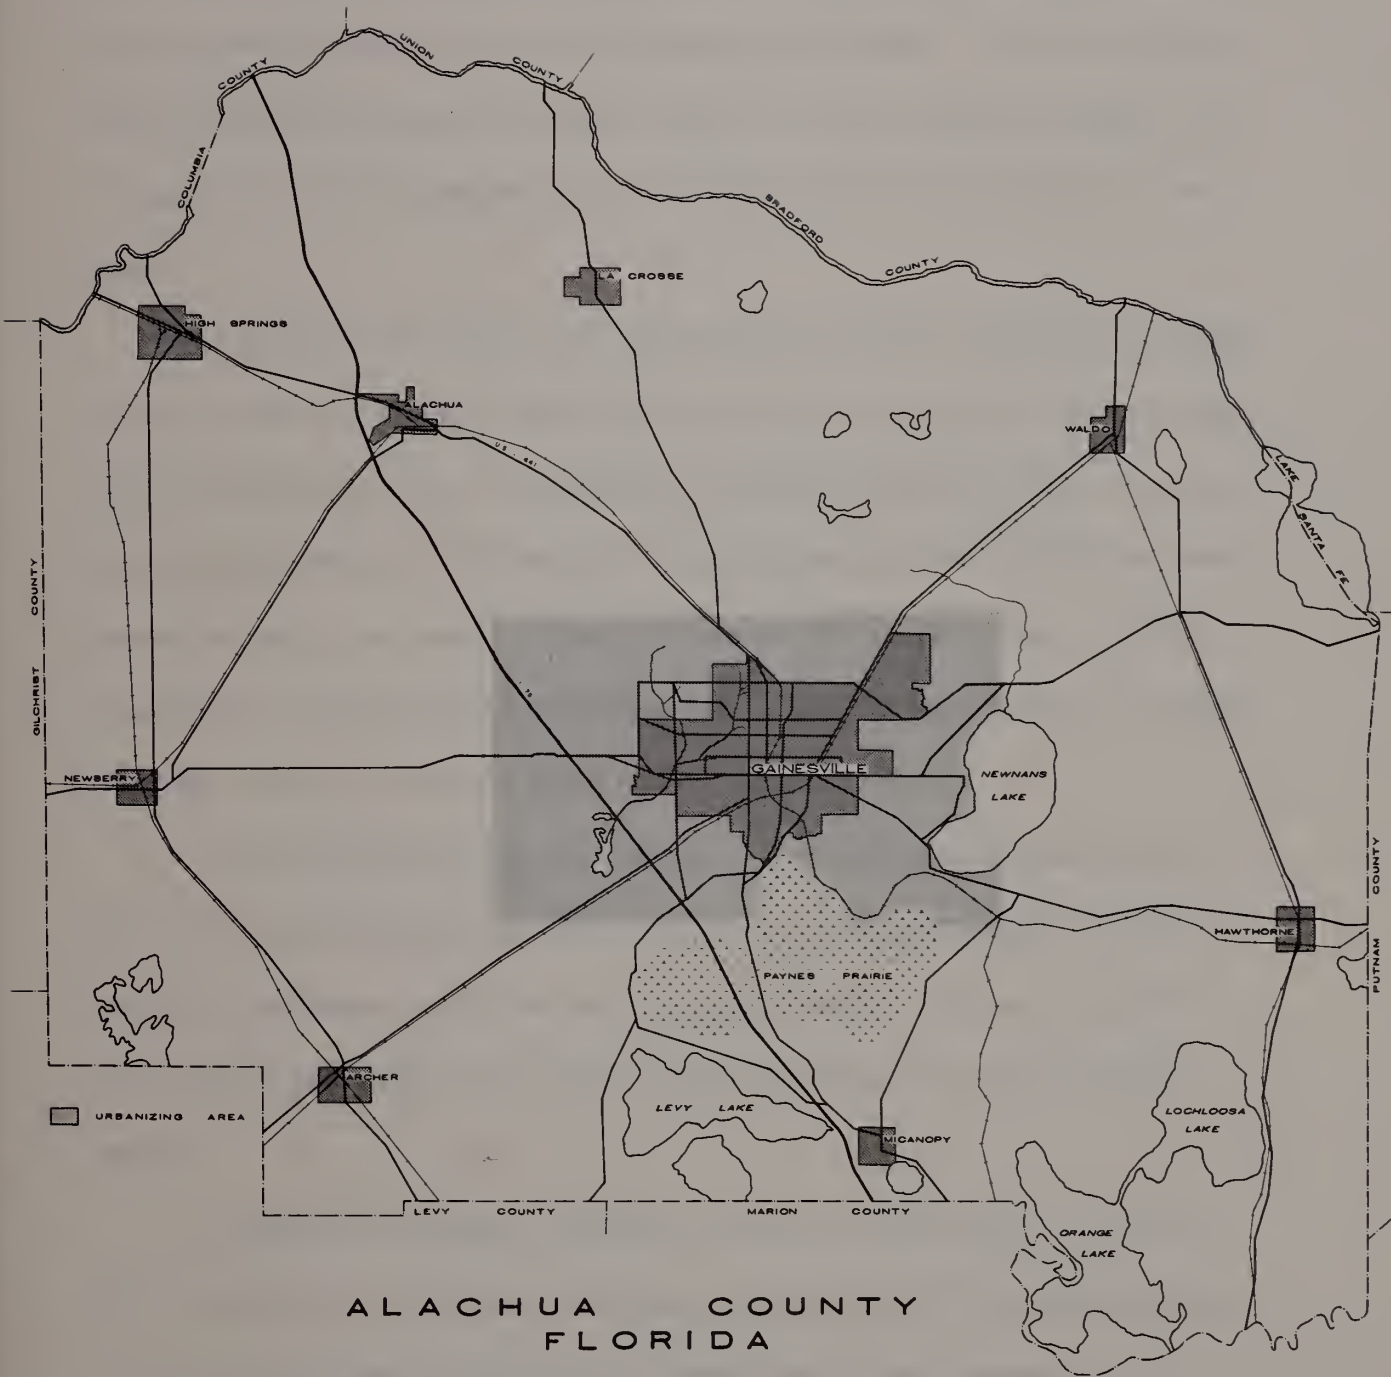 UNION
COUNTY
COUNTY
COLUMBIA
BRADFORD
COUNTY
LA CROSSE
HIGH SPRINGS
ALACHUA
U.S. 441
WALDO
LAKE
SANTA
FE
GILCHRIST COUNTY
75
NEWBERRY
GAINESVILLE
NEWNANS
LAKE
PUTNAM COUNTY
HAWTHORNE
PAYNES PRAIRIE
ARCHER
URBANIZING AREA
LEVY LAKE
LOCHLOOSA
LAKE
MICANOPY
LEVY COUNTY
MARION COUNTY
ORANGE
LAKE
ALACHUA COUNTY
FLORIDA